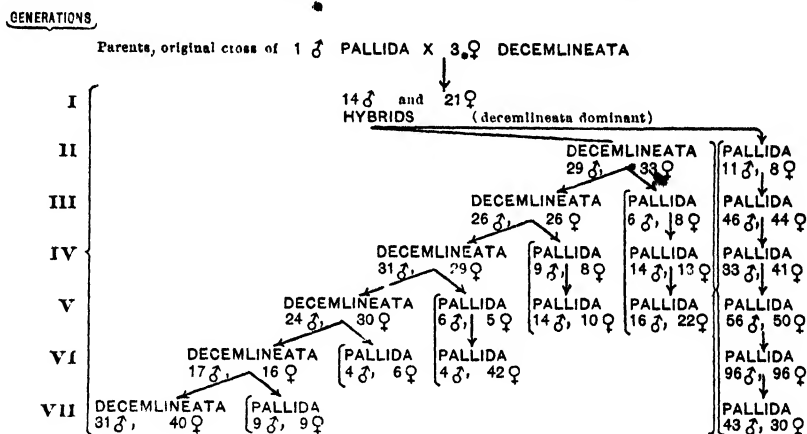 GENERATIONS
Parents, original cross of 1 ♂ PALLIDA X 3 ♀ DECEMLINEATA
I 14 ♂ and 21 ♀
HYBRIDS (decemlineata dominant)
II DECEMLINEATA PALLIDA
29 ♂, 33 ♀ 11 ♂, 8 ♀
III DECEMLINEATA PALLIDA PALLIDA
26 ♂, 26 ♀ 6 ♂, 8 ♀ 46 ♂, 44 ♀
IV DECEMLINEATA PALLIDA PALLIDA PALLIDA
31 ♂, 29 ♀ 9 ♂, 8 ♀ 14 ♂, 13 ♀ 33 ♂, 41 ♀
V DECEMLINEATA PALLIDA PALLIDA PALLIDA PALLIDA
24 ♂, 30 ♀ 6 ♂, 5 ♀ 14 ♂, 10 ♀ 16 ♂, 22 ♀ 56 ♂, 50 ♀
VI DECEMLINEATA PALLIDA PALLIDA PALLIDA
17 ♂, 16 ♀ 4 ♂, 6 ♀ 4 ♂, 42 ♀ 96 ♂, 96 ♀
VII DECEMLINEATA PALLIDA PALLIDA
31 ♂, 40 ♀ 9 ♂, 9 ♀ 43 ♂, 30 ♀